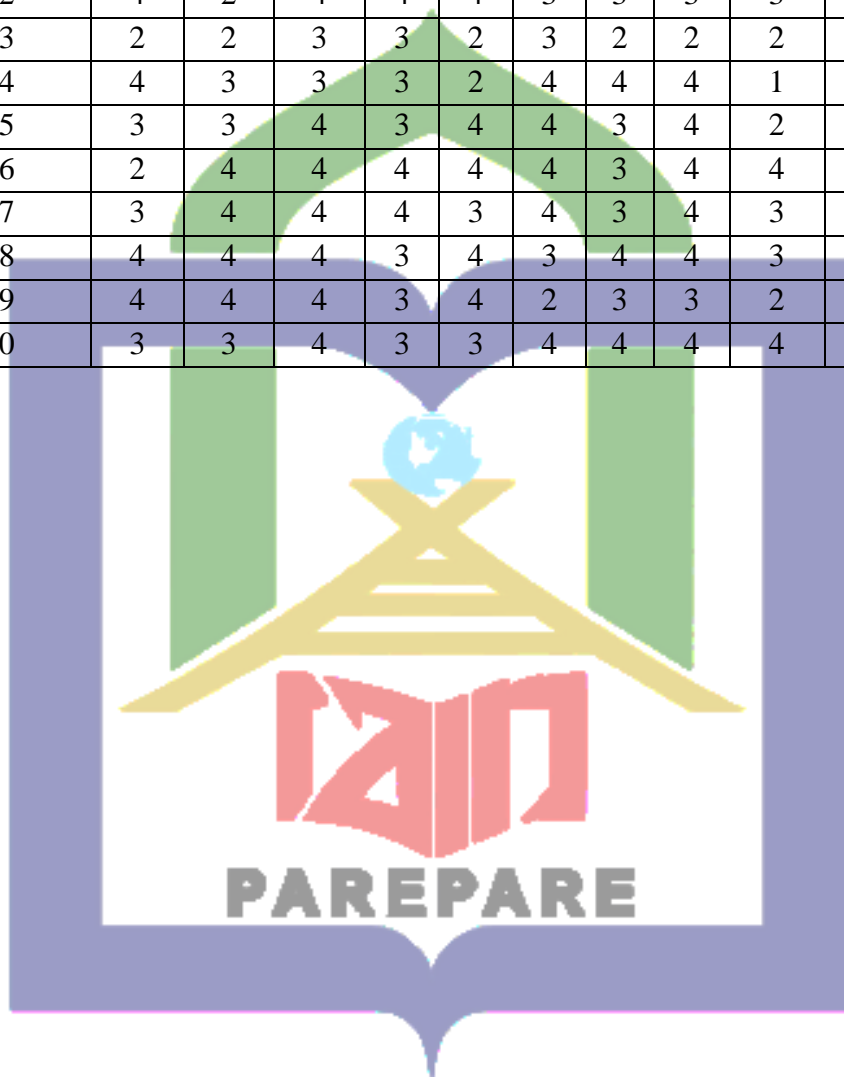 3 2 2 3 3 2 3 2 2 2
4 4 3 3 3 2 4 4 4 1
5 3 3 4 3 4 4 3 4 2
6 2 4 4 4 4 4 3 4 4
7 3 4 4 4 3 4 3 4 3
8 4 4 4 3 4 3 4 4 3
9 4 4 4 3 4 2 3 3 2
0 3 3 4 3 3 4 4 4 4
iain
PAREPARE